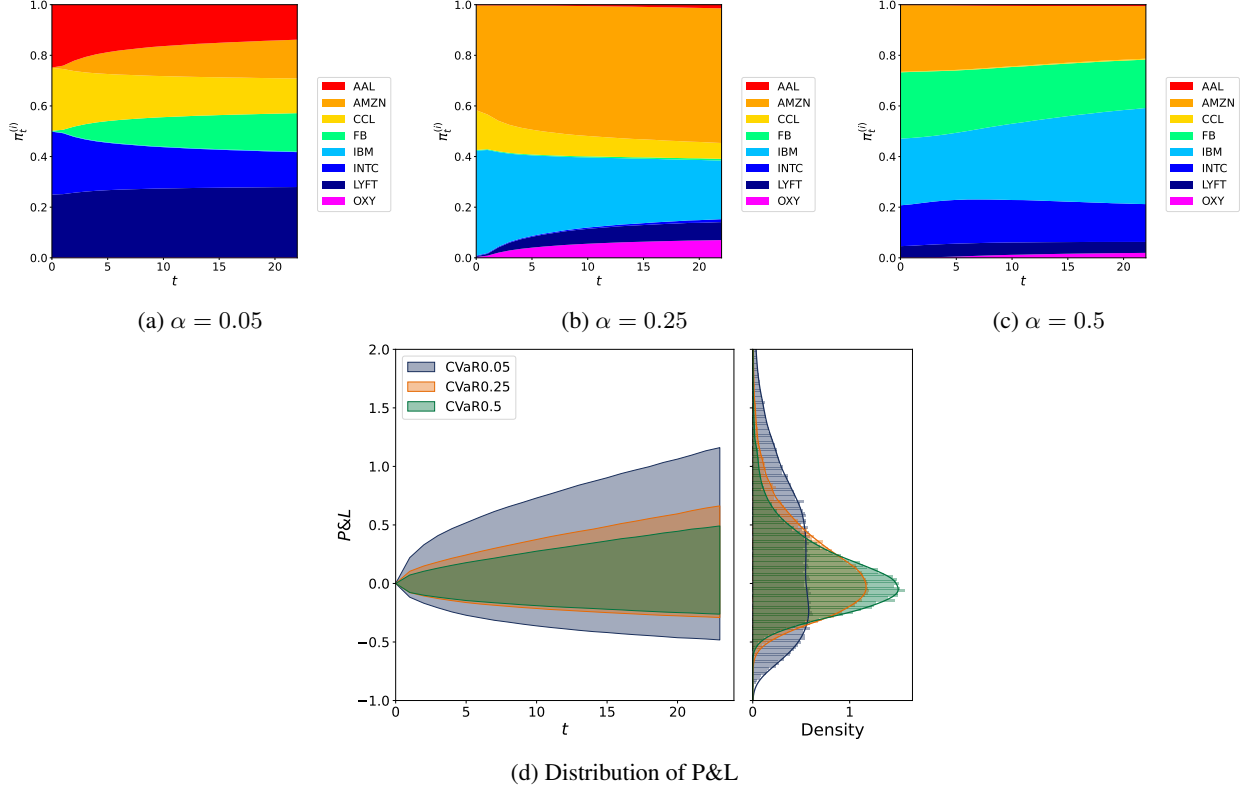 1.0
0.8
0.6
0.4
0.2
0.0
π_t^{(i)}
0 5 10 15 20
t
AAL
AMZN
CCL
FB
IBM
INTC
LYFT
OXY
(a) α = 0.05
1.0
0.8
0.6
0.4
0.2
0.0
π_t^{(i)}
0 5 10 15 20
t
AAL
AMZN
CCL
FB
IBM
INTC
LYFT
OXY
(b) α = 0.25
1.0
0.8
0.6
0.4
0.2
0.0
π_t^{(i)}
0 5 10 15 20
t
AAL
AMZN
CCL
FB
IBM
INTC
LYFT
OXY
(c) α = 0.5
2.0
1.5
1.0
0.5
0.0
−0.5
−1.0
P&L
CVaR0.05
CVaR0.25
CVaR0.5
0 5 10 15 20
t
0 1
Density
(d) Distribution of P&L